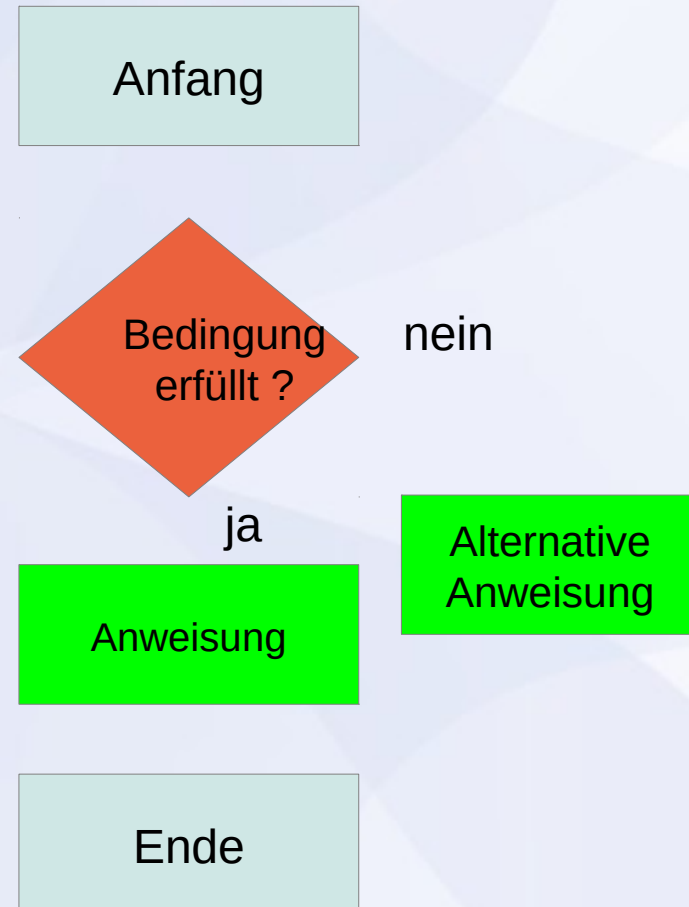 Anfang
Bedingung
erfüllt ?
nein
ja
Alternative
Anweisung
Anweisung
Ende